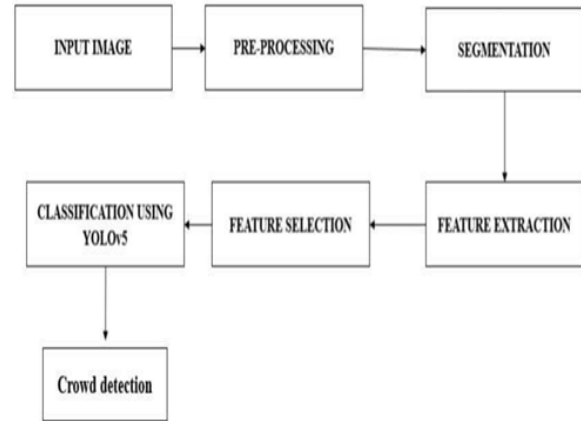 INPUT IMAGE
PRE-PROCESSING
SEGMENTATION
FEATURE EXTRACTION
FEATURE SELECTION
CLASSIFICATION USING
YOLOv5
Crowd detection